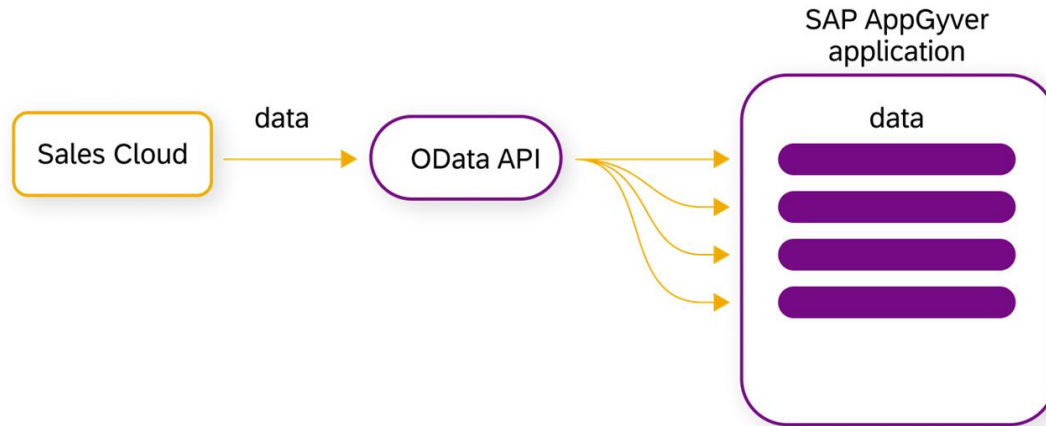 SAP AppGyver
application
data
Sales Cloud
OData API
data